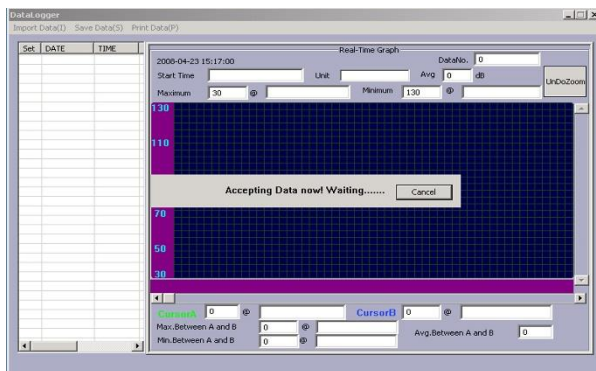 DataLogger
Import Data(I) Save Data(S) Print Data(P)
Set DATE TIME
Real-Time Graph
2008-04-23 15:17:00 DataNo. 0
Start Time Unit Avg 0 dB
UnDoZoom
Maximum 30 @ Minimum 130 @
130
110
Accepting Data now! Waiting....... Cancel
70
50
30
CursorA 0 @ CursorB 0 @
Max.Between A and B 0 @
Avg.Between A and B 0
Min.Between A and B 0 @